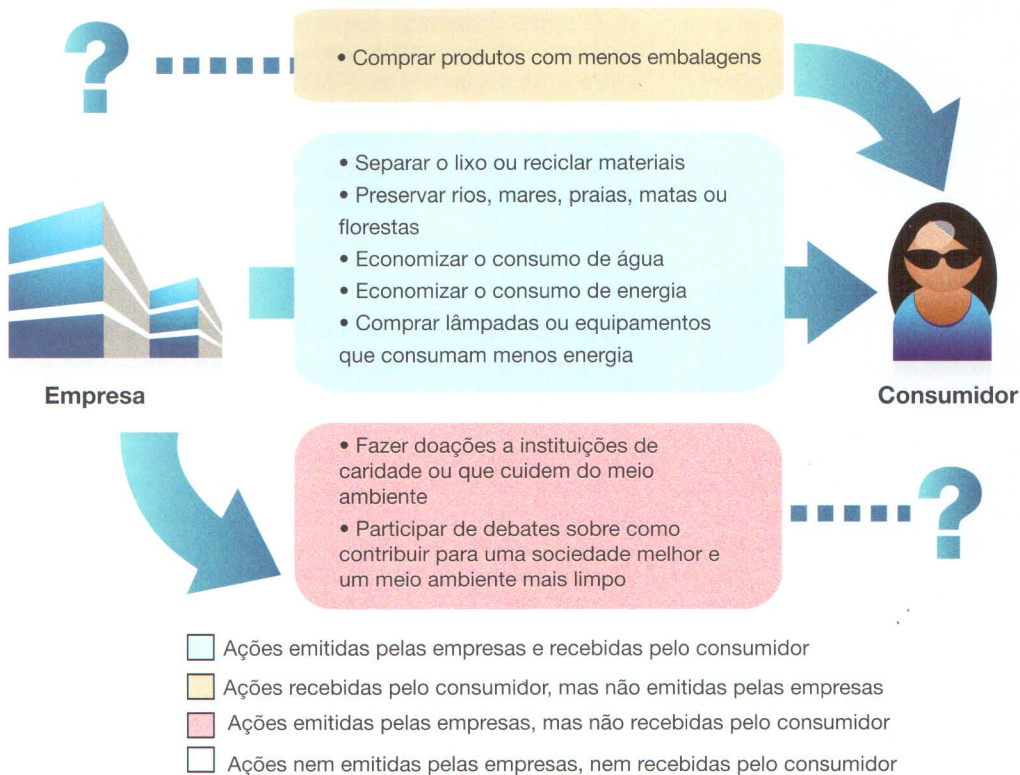 ?
• Comprar produtos com menos embalagens
• Separar o lixo ou reciclar materiais
• Preservar rios, mares, praias, matas ou
florestas
• Economizar o consumo de água
• Economizar o consumo de energia
• Comprar lâmpadas ou equipamentos
que consumam menos energia
Empresa
Consumidor
• Fazer doações a instituições de
caridade ou que cuidem do meio
ambiente
• Participar de debates sobre como
contribuir para uma sociedade melhor e
um meio ambiente mais limpo
?
Ações emitidas pelas empresas e recebidas pelo consumidor
Ações recebidas pelo consumidor, mas não emitidas pelas empresas
Ações emitidas pelas empresas, mas não recebidas pelo consumidor
Ações nem emitidas pelas empresas, nem recebidas pelo consumidor